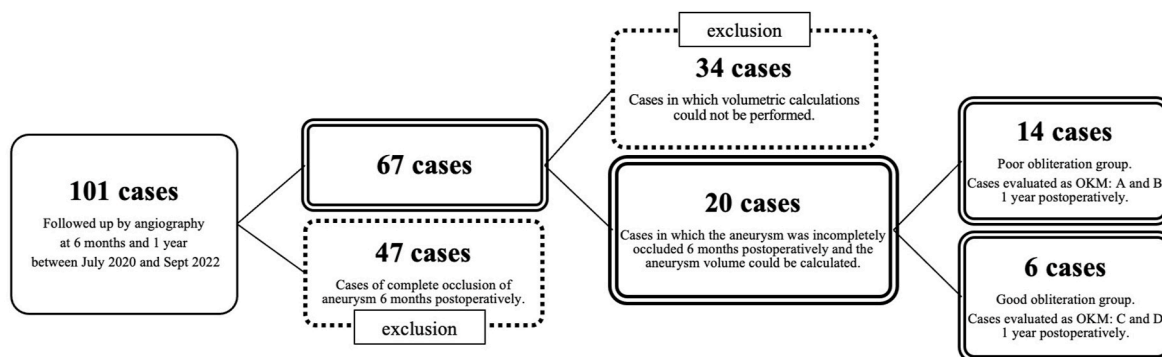 101 cases
Followed up by angiography
at 6 months and 1 year
between July 2020 and Sept 2022
67 cases
47 cases
Cases of complete occlusion of
aneurysm 6 months postoperatively.
exclusion
exclusion
34 cases
Cases in which volumetric calculations
could not be performed.
20 cases
Cases in which the aneurysm was incompletely
occluded 6 months postoperatively and the
aneurysm volume could be calculated.
14 cases
Poor obliteration group.
Cases evaluated as OKM: A and B
1 year postoperatively.
6 cases
Good obliteration group.
Cases evaluated as OKM: C and D
1 year postoperatively.